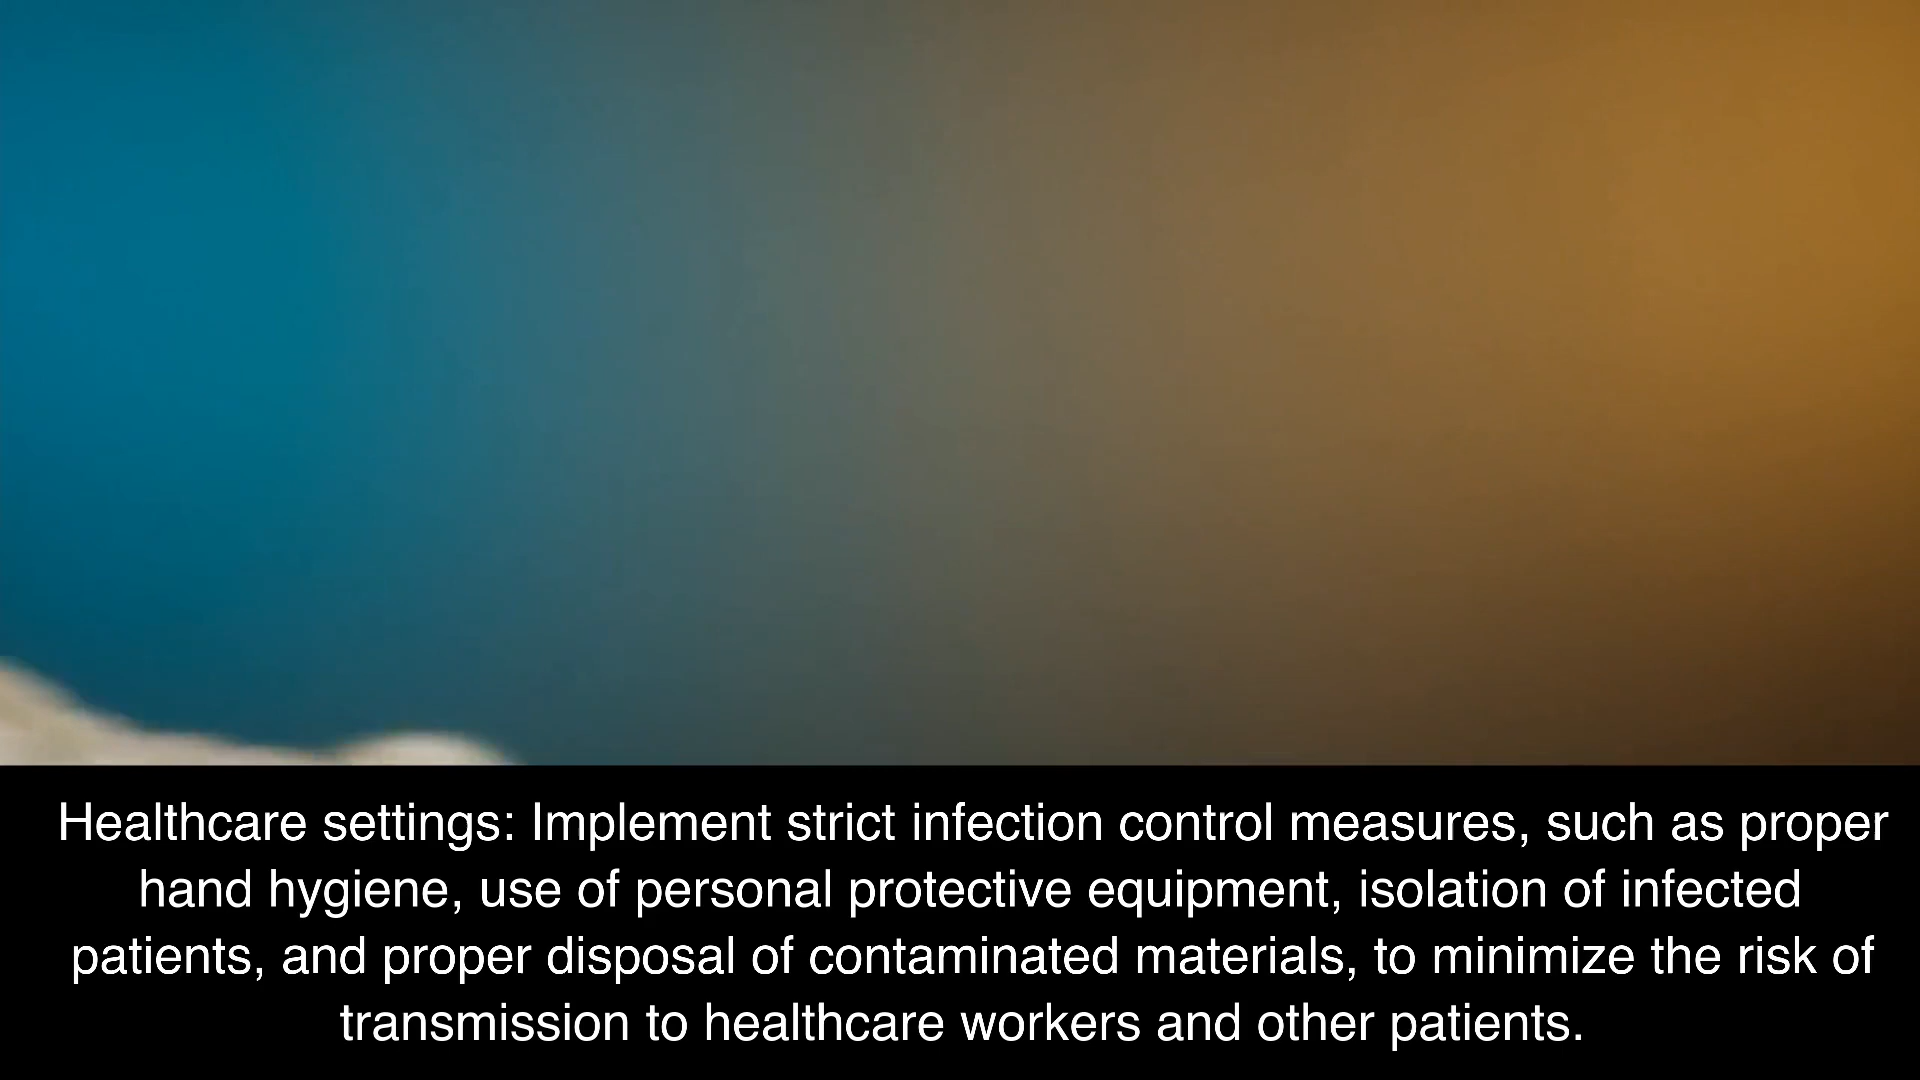 Healthcare settings: Implement strict infection control measures, such as proper
hand hygiene, use of personal protective equipment, isolation of infected
patients, and proper disposal of contaminated materials, to minimize the risk of
transmission to healthcare workers and other patients.